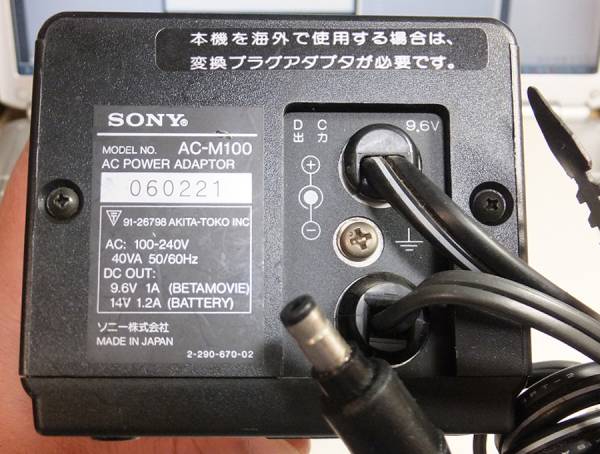 本機を海外で使用する場合は、
変換プラグアダプタが必要です。
SONY®
MODEL NO. AC-M100
AC POWER ADAPTOR
060221
91-26798 AKITA-TOKO INC
AC: 100-240V
40VA 50/60Hz
DC OUT:
9.6V 1A (BETAMOVIE)
14V 1.2A (BATTERY)
ソニー株式会社
MADE IN JAPAN
2-290-670-02
DC 9.6V
出力